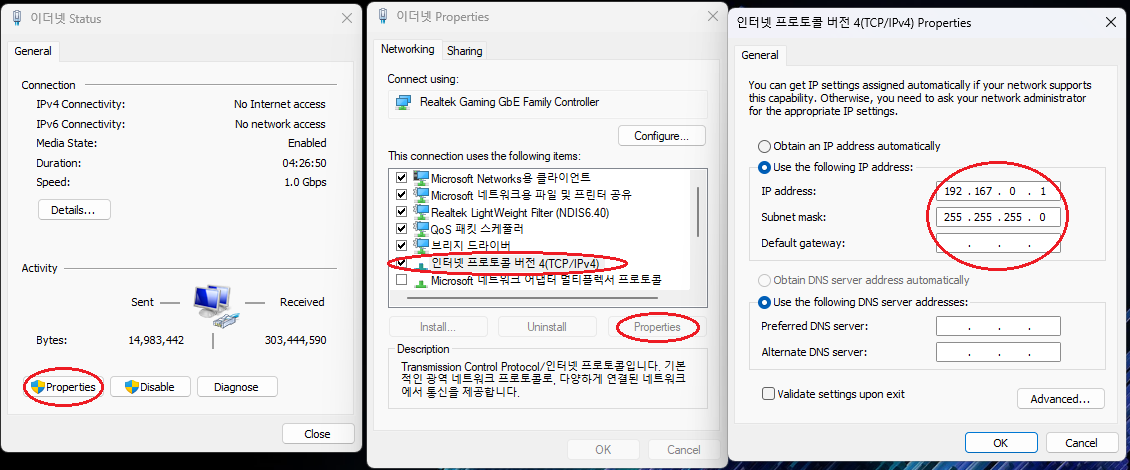 이더넷 Status
General
Connection
IPv4 Connectivity: No Internet access
IPv6 Connectivity: No network access
Media State: Enabled
Duration: 04:26:50
Speed: 1.0 Gbps
Details...
Activity
Sent Received
Bytes: 14,983,442 303,444,590
Properties Disable Diagnose
Close
이더넷 Properties
Networking Sharing
Connect using:
Realtek Gaming GbE Family Controller
Configure...
This connection uses the following items:
Microsoft Networks용 클라이언트
Microsoft 네트워크용 파일 및 프린터 공유
Realtek LightWeight Filter (NDIS6.40)
QoS 패킷 스케줄러
브리지 드라이버
인터넷 프로토콜 버전 4(TCP/IPv4)
Microsoft 네트워크 어댑터 멀티플렉서 프로토콜
Install... Uninstall Properties
Description
Transmission Control Protocol/인터넷 프로토콜입니다. 기본
적인 광역 네트워크 프로토콜로, 다양하게 연결된 네트워크
에서 통신을 제공합니다.
OK Cancel
인터넷 프로토콜 버전 4(TCP/IPv4) Properties
General
You can get IP settings assigned automatically if your network supports
this capability. Otherwise, you need to ask your network administrator
for the appropriate IP settings.
Obtain an IP address automatically
Use the following IP address:
IP address: 192 . 167 . 0 . 1
Subnet mask: 255 . 255 . 255 . 0
Default gateway: . . .
Obtain DNS server address automatically
Use the following DNS server addresses:
Preferred DNS server: . . .
Alternate DNS server: . . .
Validate settings upon exit
Advanced...
OK Cancel